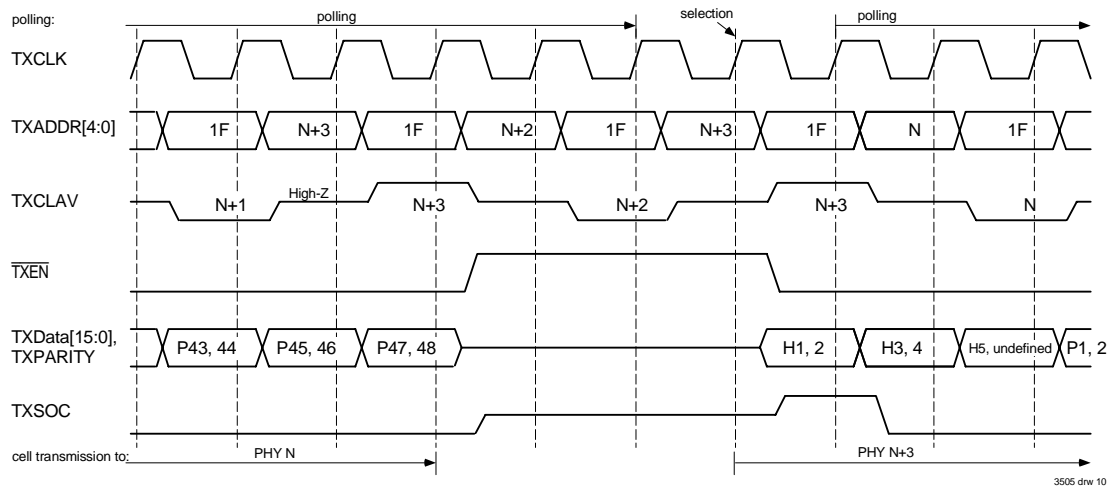 polling: polling selection polling
TXCLK
TXADDR[4:0] 1F N+3 1F N+2 1F N+3 1F N 1F
TXCLAV N+1 High-Z N+3 N+2 N+3 N
TXEN
TXData[15:0], TXPARITY P43, 44 P45, 46 P47, 48 H1, 2 H3, 4 H5, undefined P1, 2
TXSOC
cell transmission to: PHY N PHY N+3
3505 drw 10